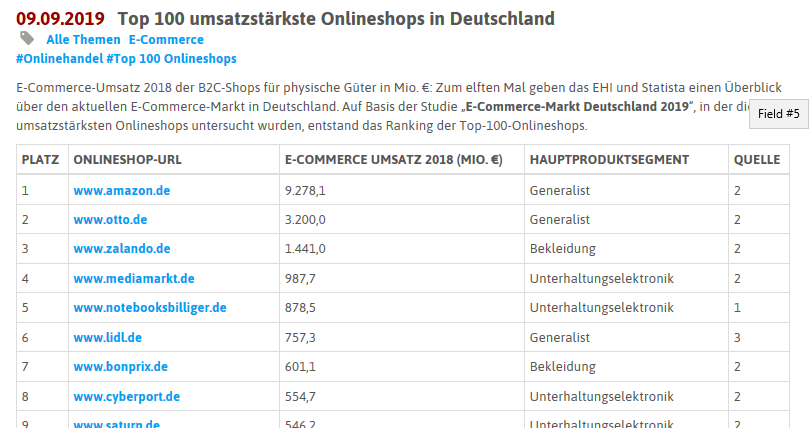 09.09.2019 Top 100 umsatzstärkste Onlineshops in Deutschland
Alle Themen E-Commerce
#Onlinehandel #Top 100 Onlineshops
E-Commerce-Umsatz 2018 der B2C-Shops für physische Güter in Mio. €: Zum elften Mal geben das EHI und Statista einen Überblick
über den aktuellen E-Commerce-Markt in Deutschland. Auf Basis der Studie „E-Commerce-Markt Deutschland 2019“, in der die
Field #5
umsatzstärksten Onlineshops untersucht wurden, entstand das Ranking der Top-100-Onlineshops.
PLATZ ONLINESHOP-URL E-COMMERCE UMSATZ 2018 (MIO. €) HAUPTPRODUKTSEGMENT QUELLE
1 www.amazon.de 9.278,1 Generalist 2
2 www.otto.de 3.200,0 Generalist 2
3 www.zalando.de 1.441,0 Bekleidung 2
4 www.mediamarkt.de 987,7 Unterhaltungselektronik 2
5 www.notebooksbilliger.de 878,5 Unterhaltungselektronik 1
6 www.lidl.de 757,3 Generalist 3
7 www.bonprix.de 601,1 Bekleidung 2
8 www.cyberport.de 554,7 Unterhaltungselektronik 2
9 www.saturn.de 546,2 Unterhaltungselektronik 2